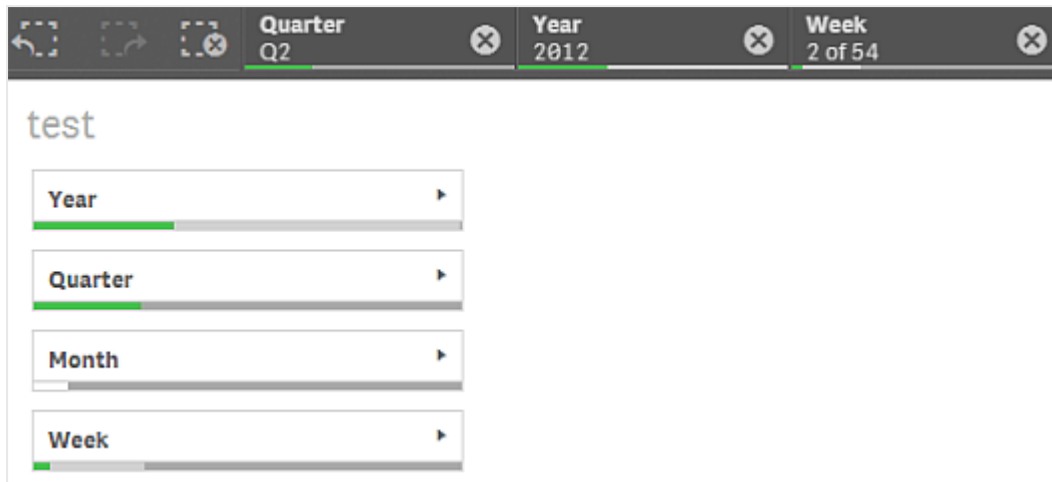 Quarter
Q2
Year
2012
Week
2 of 54
test
Year
Quarter
Month
Week